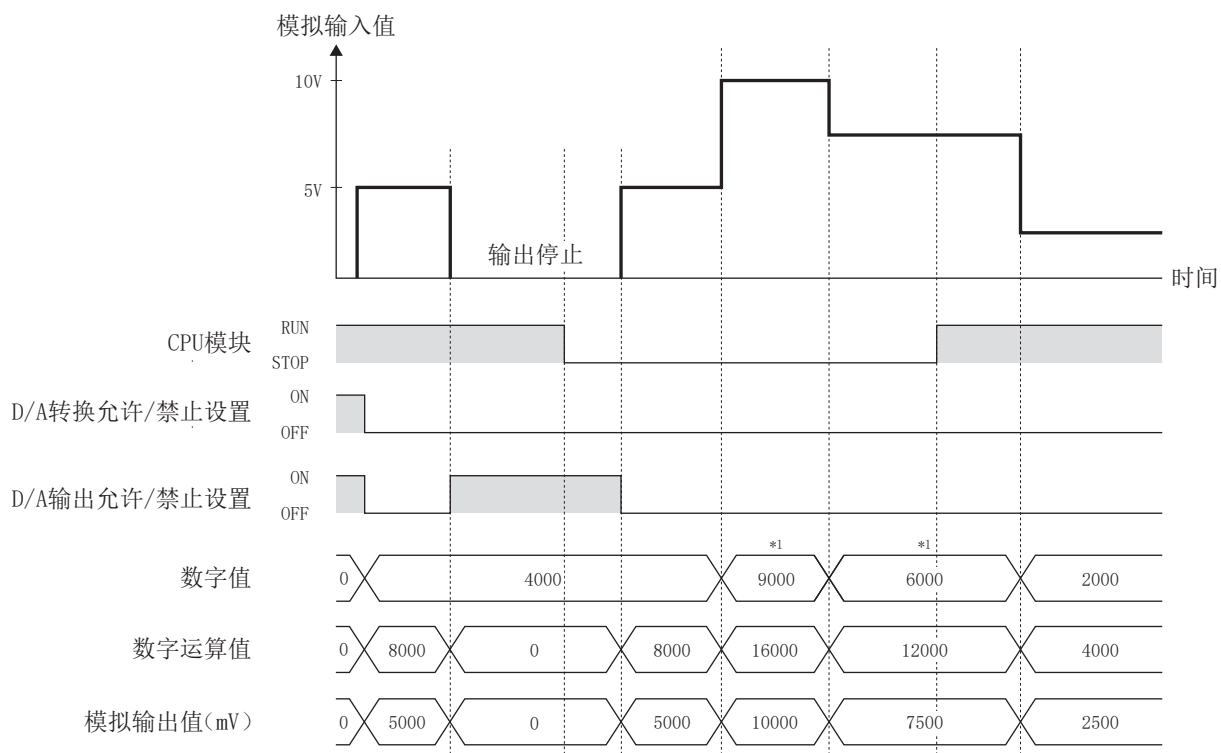 模拟输入值
10V
5V
输出停止
时间
CPU模块
RUN
STOP
D/A转换允许/禁止设置
ON
OFF
D/A输出允许/禁止设置
ON
OFF
*1
*1
数字值
0
4000
9000
6000
2000
数字运算值
0
8000
0
8000
16000
12000
4000
模拟输出值(mV)
0
5000
0
5000
10000
7500
2500